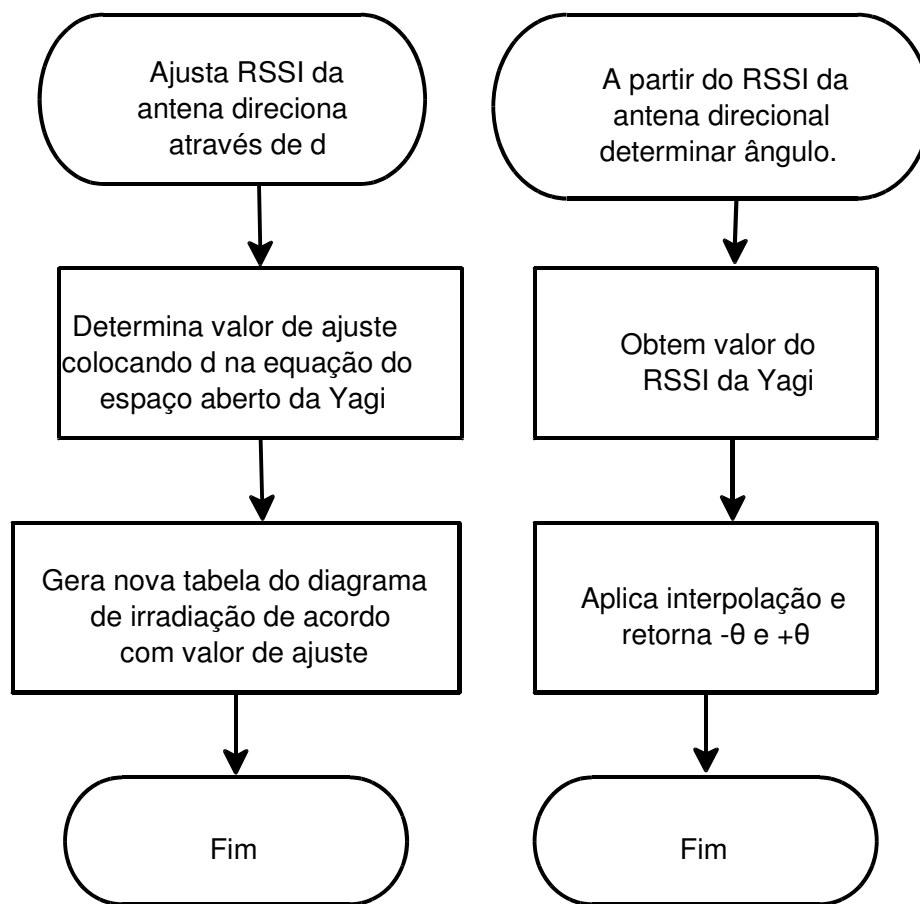 Ajusta RSSI da
antena direciona
através de d
Determina valor de ajuste
colocando d na equação do
espaço aberto da Yagi
Gera nova tabela do diagrama
de irradiação de acordo
com valor de ajuste
Fim
A partir do RSSI da
antena direcional
determinar ângulo.
Obtem valor do
RSSI da Yagi
Aplica interpolação e
retorna -θ e +θ
Fim